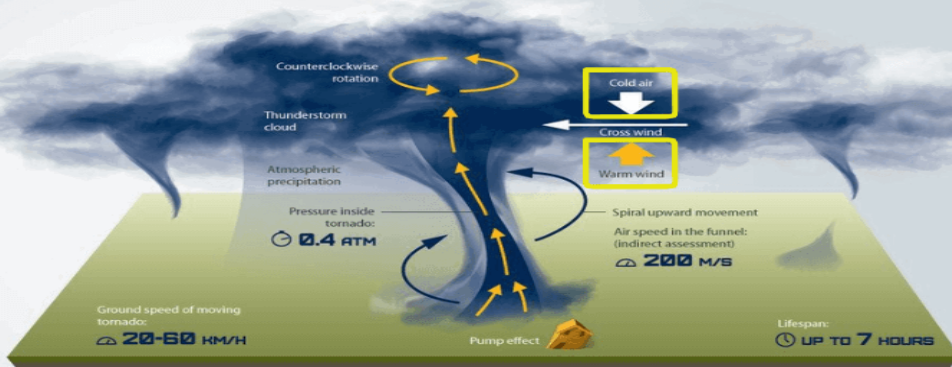 Counterclockwise
rotation
Cold air
Thunderstorm
cloud
Cross wind
Atmospheric
precipitation
Warm wind
Pressure inside
tornado:
0.4 ATM
Spiral upward movement
Air speed in the funnel:
(indirect assessment)
200 M/S
Ground speed of moving
tornado:
20-60 KM/H
Pump effect
Lifespan:
UP TO 7 HOURS